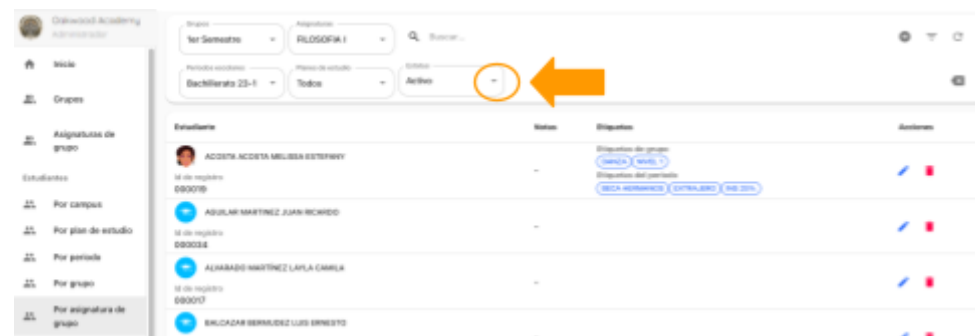 Oakwood Academy
Administrador
Inicio
Grupos
Asignaturas de
grupo
Estudiantes
Por campus
Por plan de estudio
Por periodo
Por grupo
Por asignatura de
grupo
Grupos
1er Semestre
Asignaturas
FILOSOFIA I
Buscar...
Periodos escolares
Bachillerato 23-1
Planes de estudio
Todos
Estatus
Activo
Estudiante
Notas
Etiquetas
Acciones
ACOSTA ACOSTA MELISSA ESTEFANY
Id de registro
000019
--
Etiquetas de grupo
DANZA
NIVEL 1
Etiquetas del periodo
BECA HERMANOS
EXTRAJERO
INS 20%
AGUILAR MARTINEZ JUAN RICARDO
Id de registro
000034
--
ALVARADO MARTÍNEZ LAYLA CAMILA
Id de registro
000017
--
BALCAZAR BERMUDEZ LUIS ERNESTO